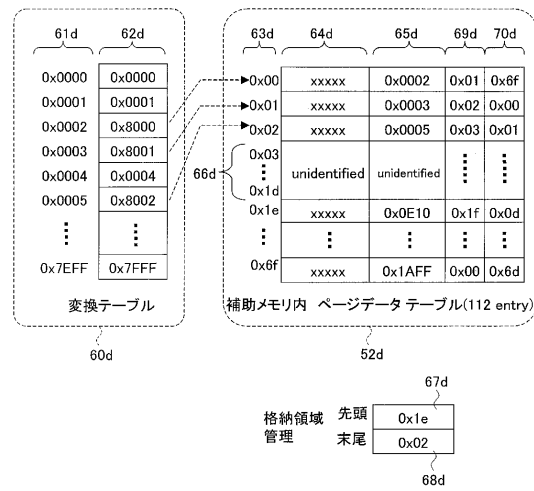 61d 62d 63d 64d 65d 69d 70d
0x0000 0x0000 0x00 xxxxx 0x0002 0x01 0x6f
0x0001 0x0001 0x01 xxxxx 0x0003 0x02 0x00
0x0002 0x8000 0x02 xxxxx 0x0005 0x03 0x01
0x0003 0x8001 0x03
66d unidentified unidentified
0x0004 0x0004 0x1d
0x0005 0x8002 0x1e xxxxx 0x0E10 0x1f 0x0d
0x7EFF 0x7FFF 0x6f xxxxx 0x1AFF 0x00 0x6d
変換テーブル 補助メモリ内 ページデータ テーブル(112 entry)
60d 52d
67d
格納領域 先頭 0x1e
管理 末尾 0x02
68d